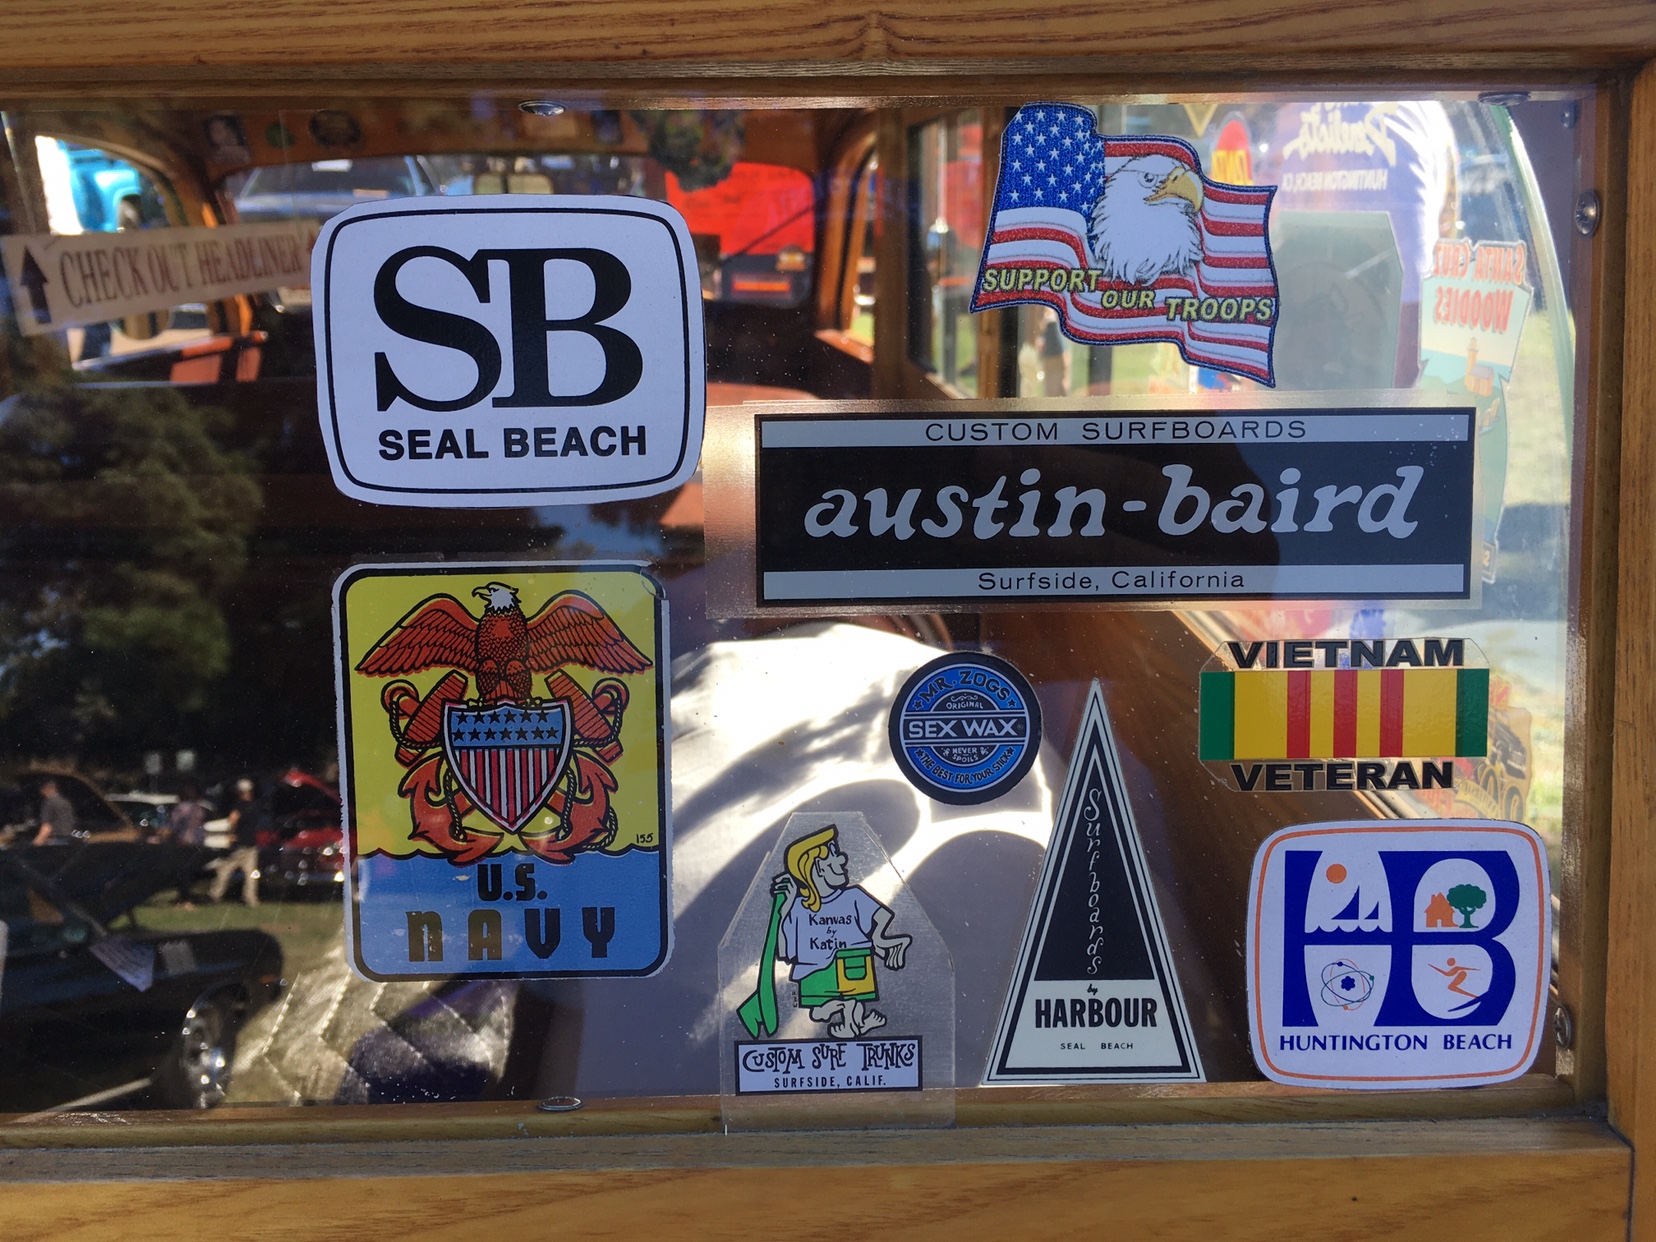 CHECK OUT HEADLINER
SB
SEAL BEACH
SUPPORT OUR TROOPS
HUNTINGTON BEACH, CA
SANTA CRUZ
WOODIES
CUSTOM SURFBOARDS
austin-baird
Surfside, California
155
U.S.
NAVY
MR. ZOGS
ORIGINAL
SEX WAX
NEVER
SPOILS
THE BEST FOR YOUR STICK
VIETNAM
VETERAN
Kanvas
by
Katin
CUSTOM SURF TRUNKS
SURFSIDE, CALIF.
Surfboards
by
HARBOUR
SEAL BEACH
HB
HUNTINGTON BEACH